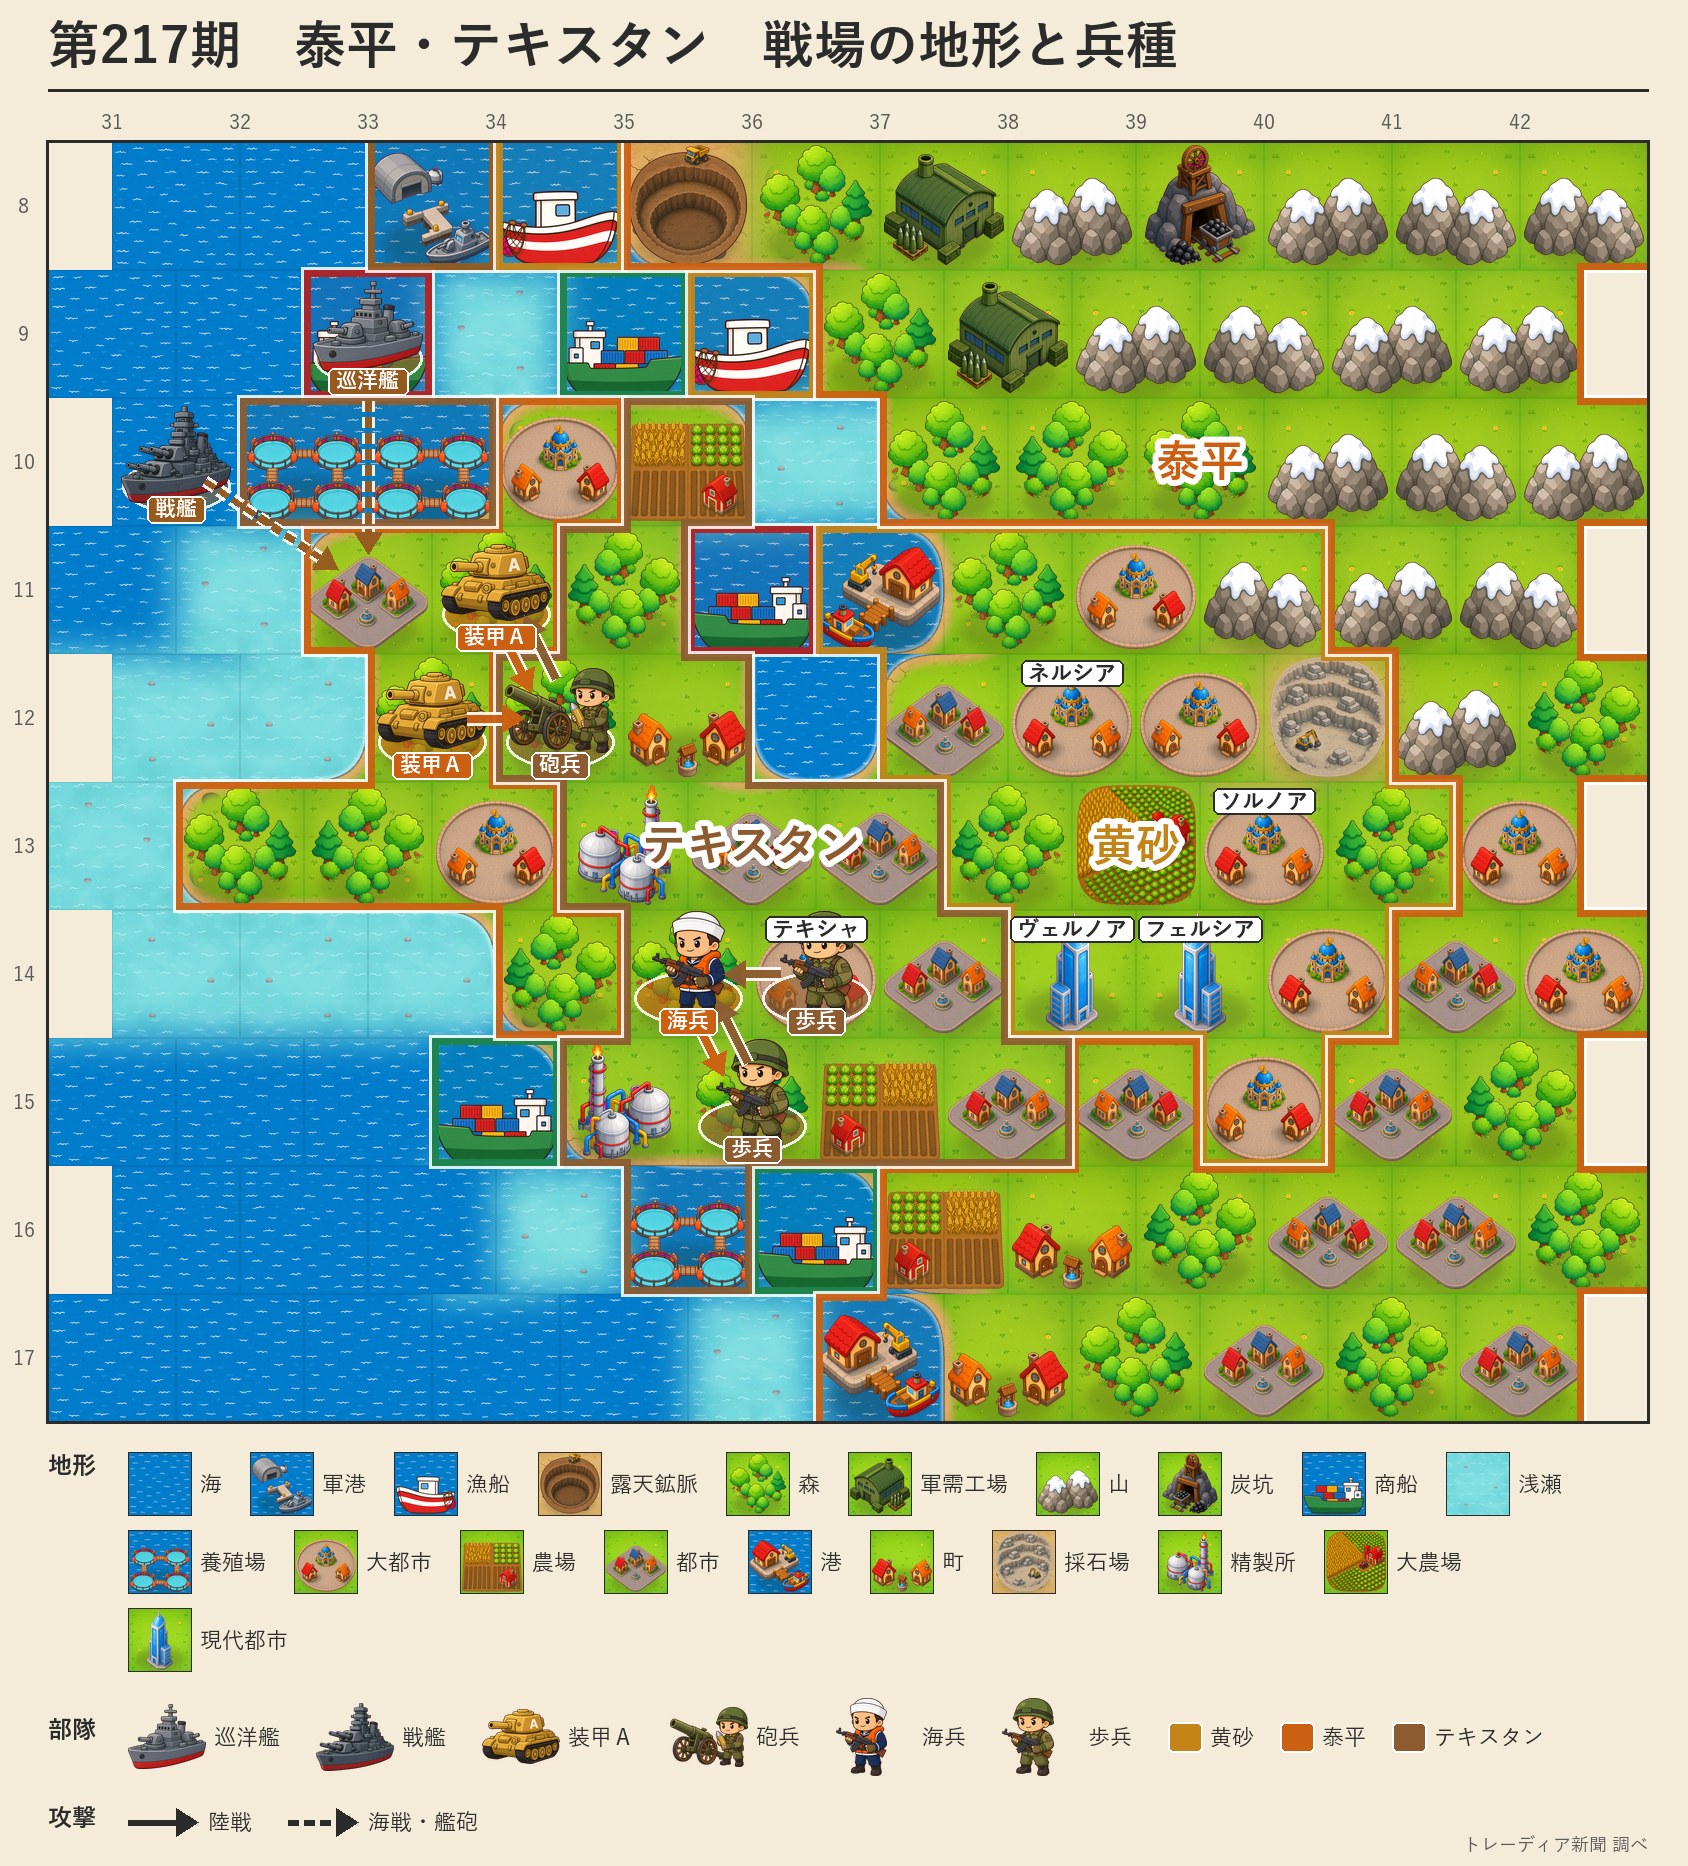 第217期　泰平・テキスタン　戦場の地形と兵種
31 32 33 34 35 36 37 38 39 40 41 42
8
9
巡洋艦
10
泰平
戦艦
11
A
装甲A
12
ネルシア
A
装甲A
砲兵
13
ソルノア
テキスタン
黄砂
14
テキシャ
ヴェルノア
フェルシア
海兵
歩兵
15
歩兵
16
17
地形 海 軍港 漁船 露天鉱脈 森 軍需工場 山 炭坑 商船 浅瀬
養殖場 大都市 農場 都市 港 町 採石場 精製所 大農場
現代都市
部隊 巡洋艦 戦艦 A 装甲A 砲兵 海兵 歩兵 黄砂 泰平 テキスタン
攻撃 陸戦 海戦・艦砲
トレーディア新聞 調べ